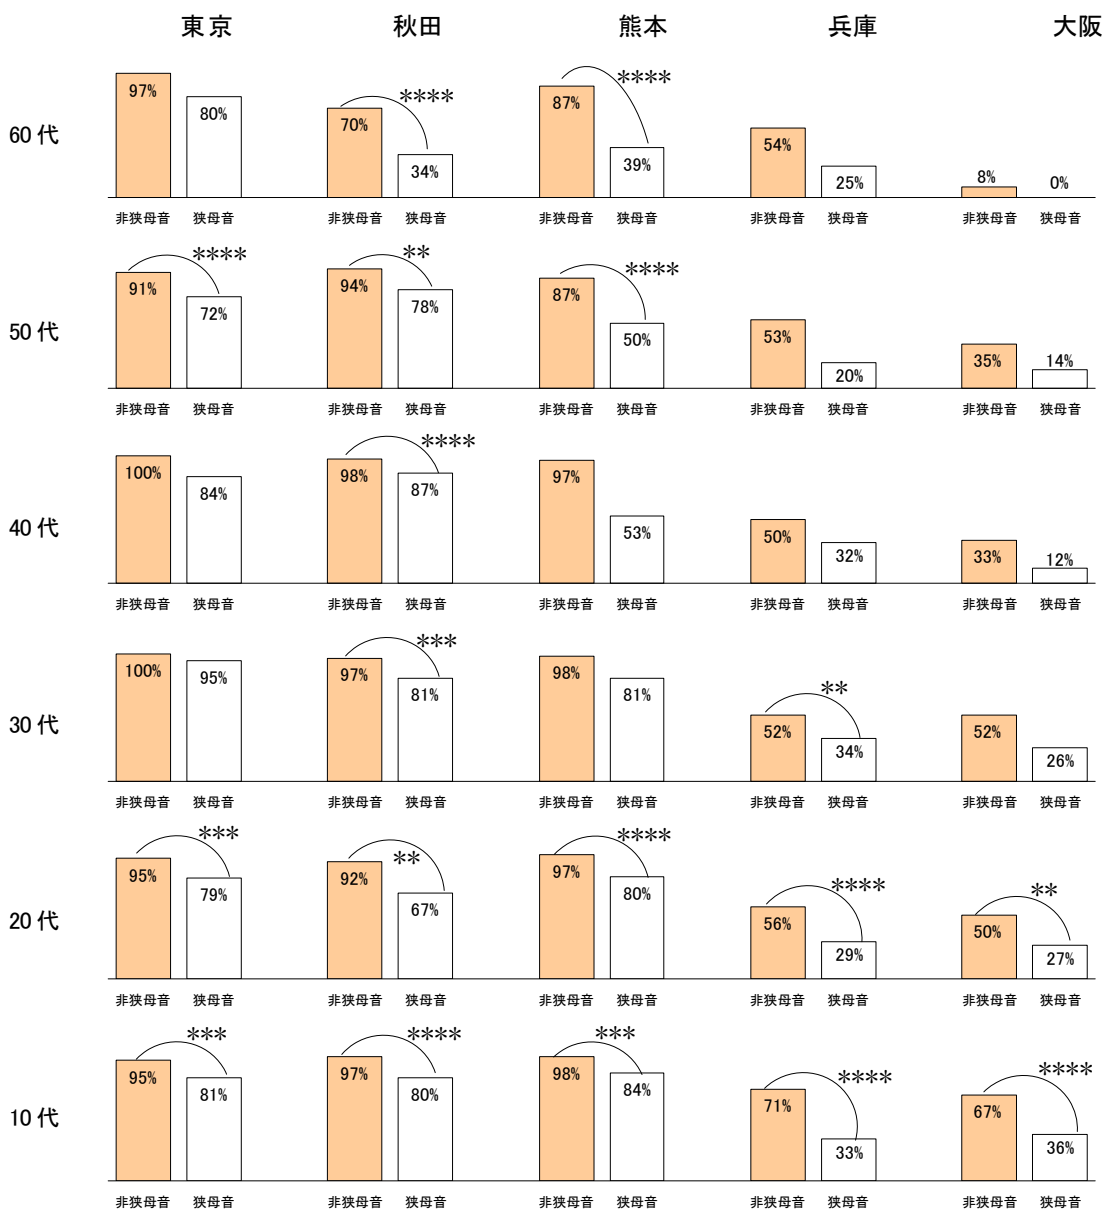 東京 秋田 熊本 兵庫 大阪
60代
97% 80% 70% 34% **** 87% 39% **** 54% 25% 8% 0%
非狭母音 狭母音 非狭母音 狭母音 非狭母音 狭母音 非狭母音 狭母音 非狭母音 狭母音
50代
91% 72% **** 94% 78% ** 87% 50% **** 53% 20% 35% 14%
非狭母音 狭母音 非狭母音 狭母音 非狭母音 狭母音 非狭母音 狭母音 非狭母音 狭母音
40代
100% 84% 98% 87% **** 97% 53% 50% 32% 33% 12%
非狭母音 狭母音 非狭母音 狭母音 非狭母音 狭母音 非狭母音 狭母音 非狭母音 狭母音
30代
100% 95% 97% 81% *** 98% 81% 52% 34% ** 52% 26%
非狭母音 狭母音 非狭母音 狭母音 非狭母音 狭母音 非狭母音 狭母音 非狭母音 狭母音
20代
95% 79% *** 92% 67% ** 97% 80% **** 56% 29% **** 50% 27% **
非狭母音 狭母音 非狭母音 狭母音 非狭母音 狭母音 非狭母音 狭母音 非狭母音 狭母音
10代
95% 81% *** 97% 80% **** 98% 84% *** 71% 33% **** 67% 36% ****
非狭母音 狭母音 非狭母音 狭母音 非狭母音 狭母音 非狭母音 狭母音 非狭母音 狭母音